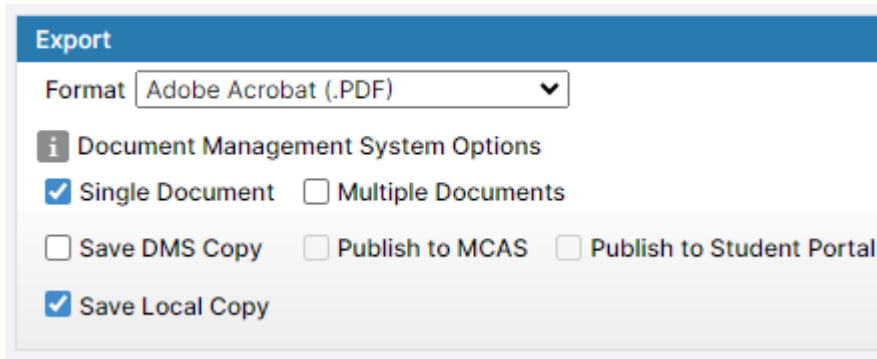 Export
Format Adobe Acrobat (.PDF)
i Document Management System Options
Single Document Multiple Documents
Save DMS Copy Publish to MCAS Publish to Student Portal
Save Local Copy